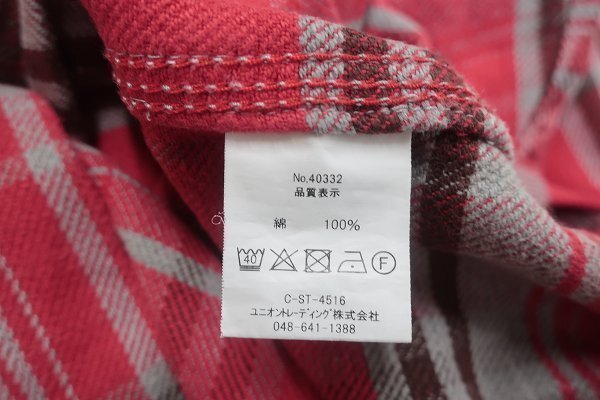 No.40332
品質表示
綿 100%
40 F
C-ST-4516
ユニオントレーディング株式会社
048-641-1388